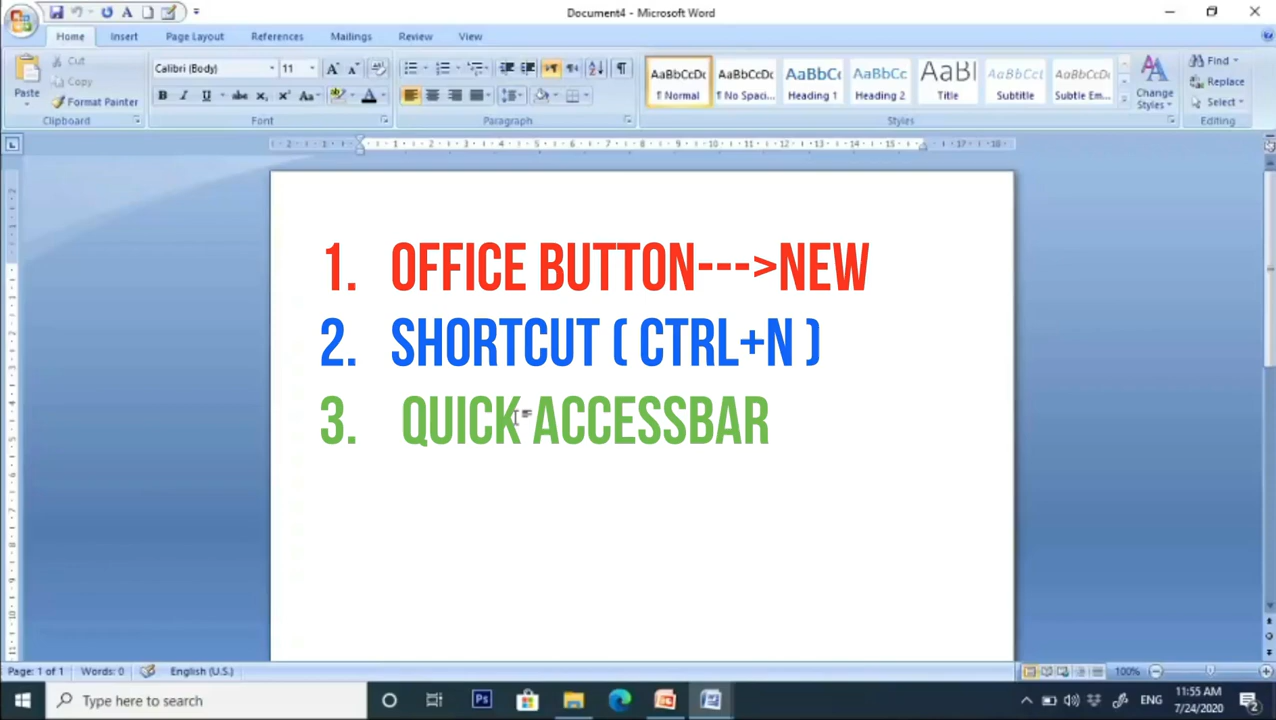 Document4 - Microsoft Word
Home Insert Page Layout References Mailings Review View
Paste Cut Copy Format Painter
Calibri (Body) 11
AaBbCcDc AaBbCcDc AaBbC AaBbCc AaBl AaBbCcL AaBbCcDc
¶ Normal ¶ No Spaci... Heading 1 Heading 2 Title Subtitle Subtle Em...
Change Styles
Find
Replace
Select
Clipboard Font Paragraph Styles Editing
1. OFFICE BUTTON--->NEW
2. SHORTCUT ( CTRL+N )
3. QUICK ACCESSBAR
Page: 1 of 1 Words: 0 English (U.S.) 100%
Type here to search
ENG
11:55 AM
7/24/2020
2